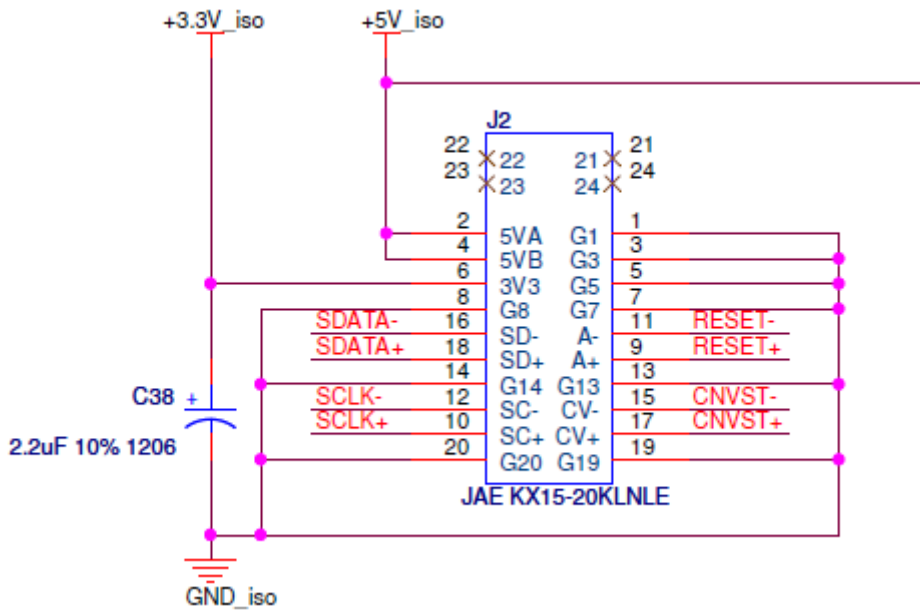 +3.3V_iso +5V_iso
J2
22 22 21 21
23 23 24 24
2 5VA G1 1
4 5VB G3 3
6 3V3 G5 5
8 G8 G7 7
SDATA- 16 SD- A- 11 RESET-
SDATA+ 18 SD+ A+ 9 RESET+
14 G14 G13 13
C38 + SCLK- 12 SC- CV- 15 CNVST-
SCLK+ 10 SC+ CV+ 17 CNVST+
2.2uF 10% 1206 20 G20 G19 19
JAE KX15-20KLNLE
GND_iso